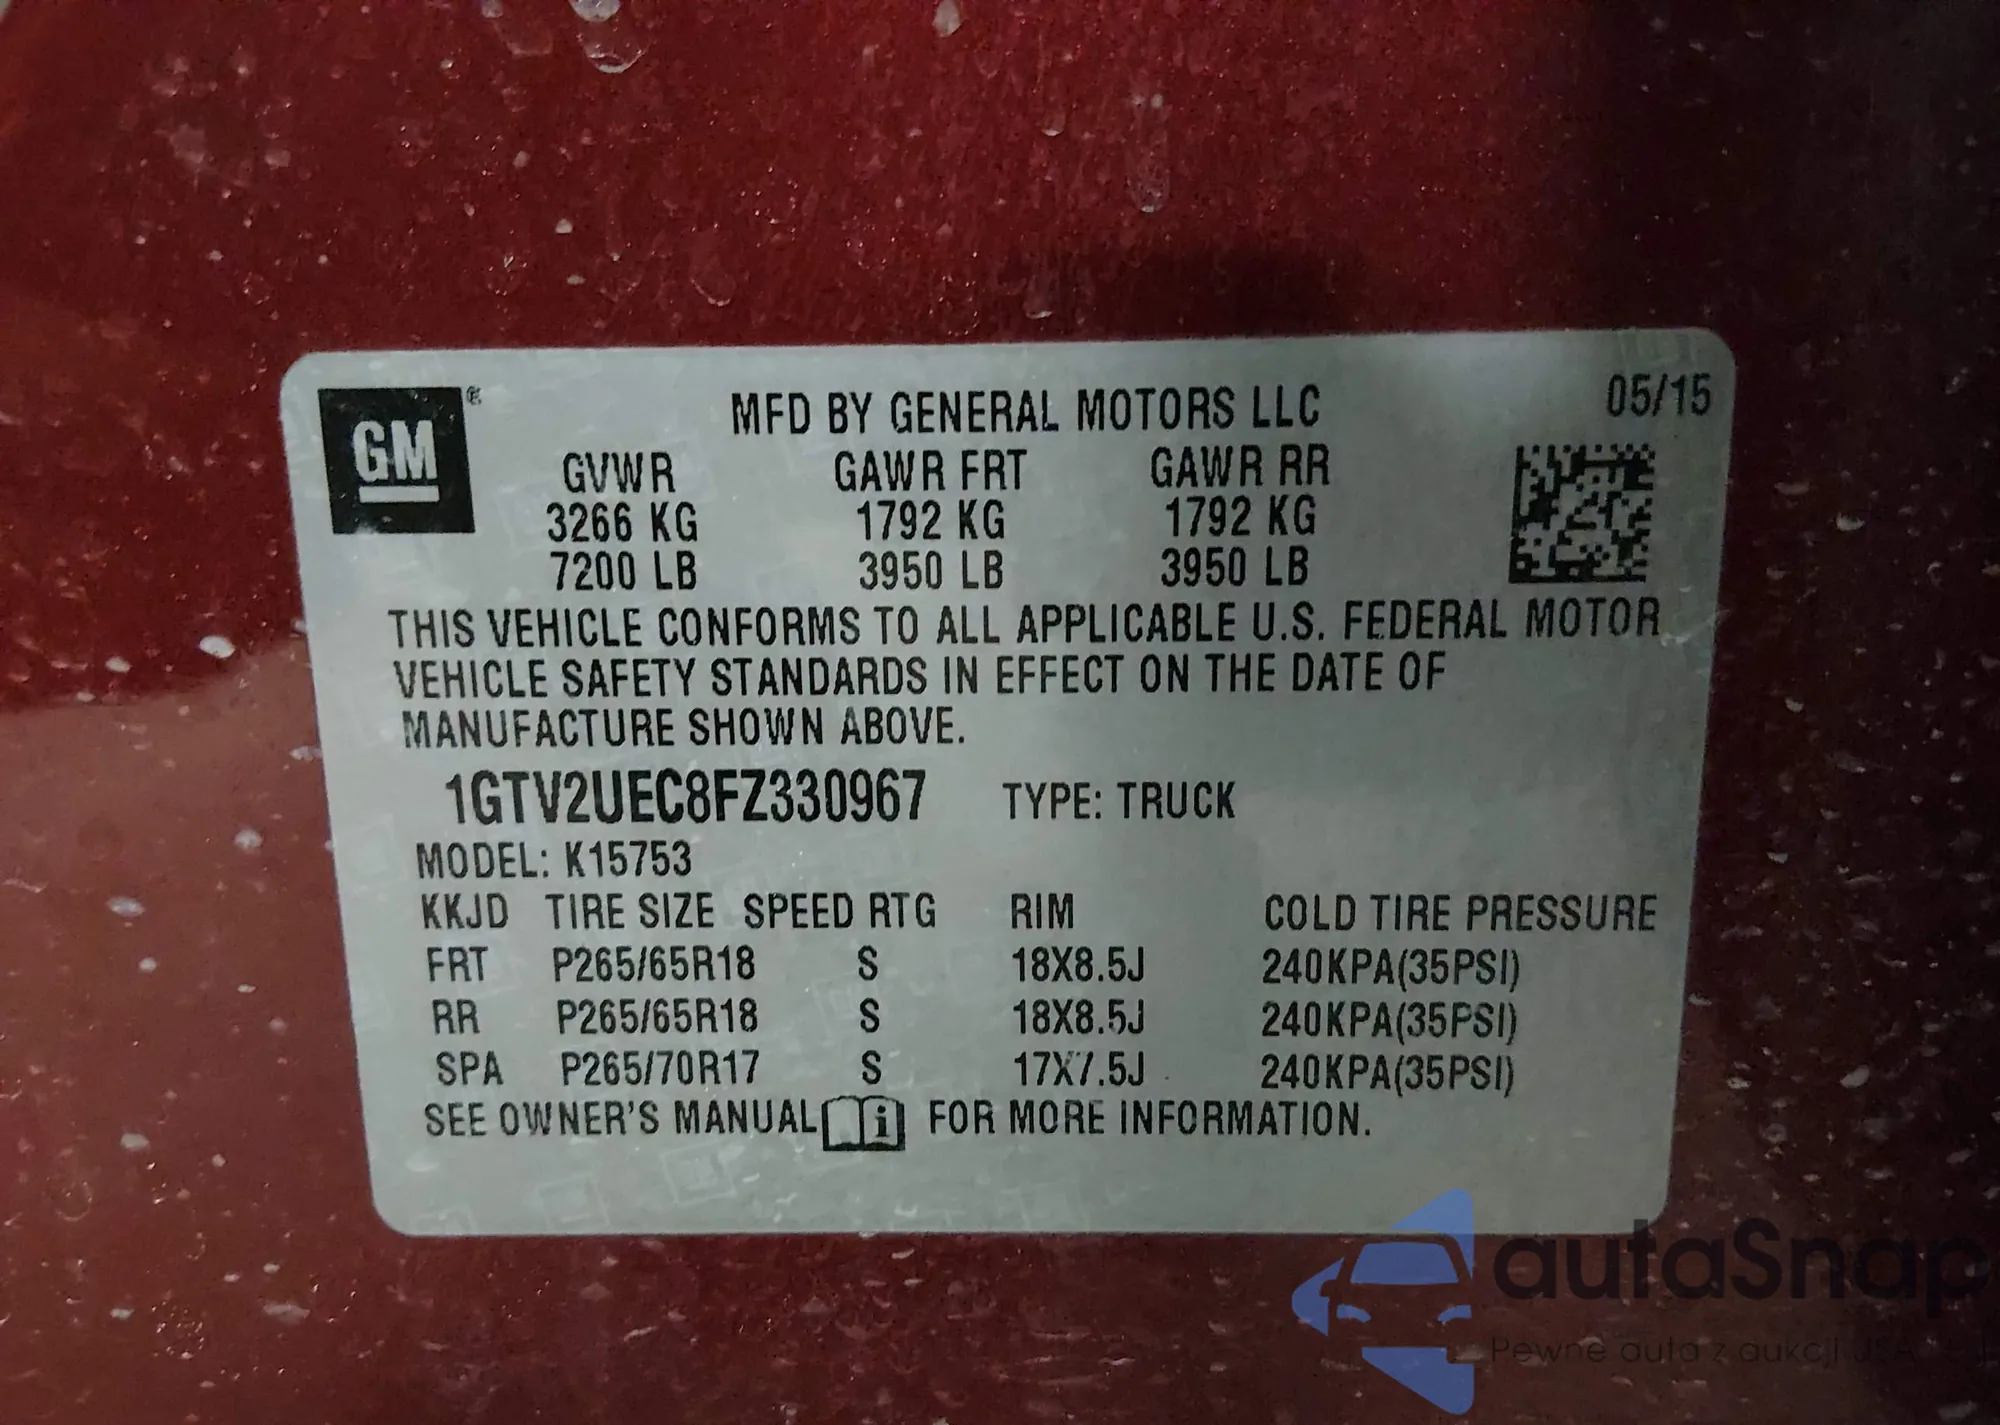 GM ®
MFD BY GENERAL MOTORS LLC 05/15
GVWR GAWR FRT GAWR RR
3266 KG 1792 KG 1792 KG
7200 LB 3950 LB 3950 LB
THIS VEHICLE CONFORMS TO ALL APPLICABLE U.S. FEDERAL MOTOR
VEHICLE SAFETY STANDARDS IN EFFECT ON THE DATE OF
MANUFACTURE SHOWN ABOVE.
1GTV2UEC8FZ330967 TYPE: TRUCK
MODEL: K15753
KKJD TIRE SIZE SPEED RTG RIM COLD TIRE PRESSURE
FRT P265/65R18 S 18X8.5J 240KPA(35PSI)
RR P265/65R18 S 18X8.5J 240KPA(35PSI)
SPA P265/70R17 S 17X7.5J 240KPA(35PSI)
SEE OWNER'S MANUAL i FOR MORE INFORMATION.
autaSnap
Pewne auta z aukcji